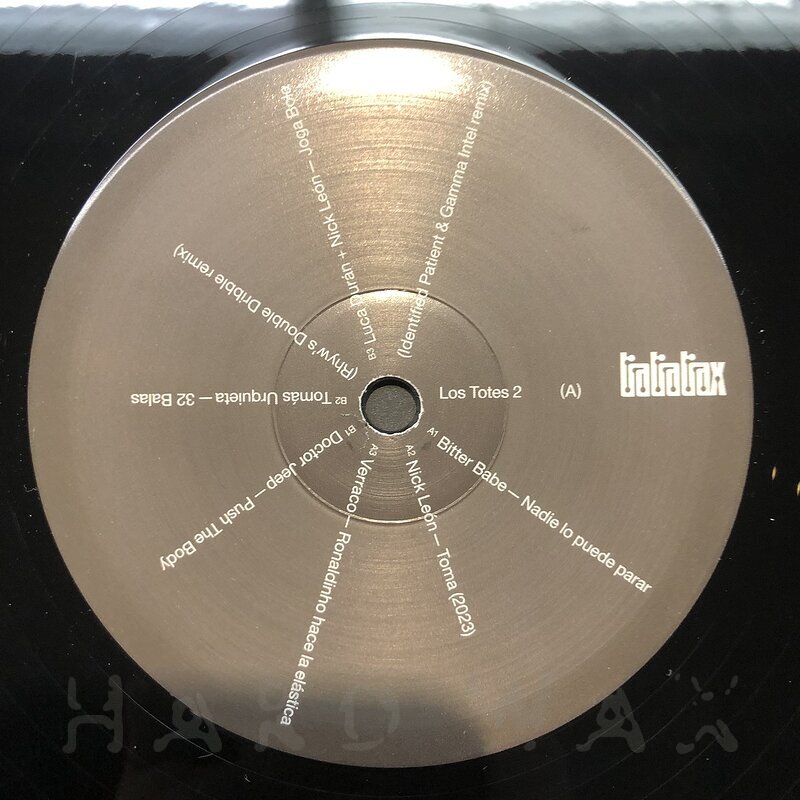 Los Totes 2
(A)
tratratrax
A1 Bitter Babe — Nadie lo puede parar
A2 Nick León — Toma (2023)
A3 Verraco — Ronaldinho hace la elástica
B1 Doctor Jeep — Push The Body
B2 Tomás Urquieta — 32 Balas
(Rhyw's Double Dribble remix)
B3 Luca Durán + Nick León — Joga Bola
(Identified Patient & Gamma Intel remix)
HARD WAX